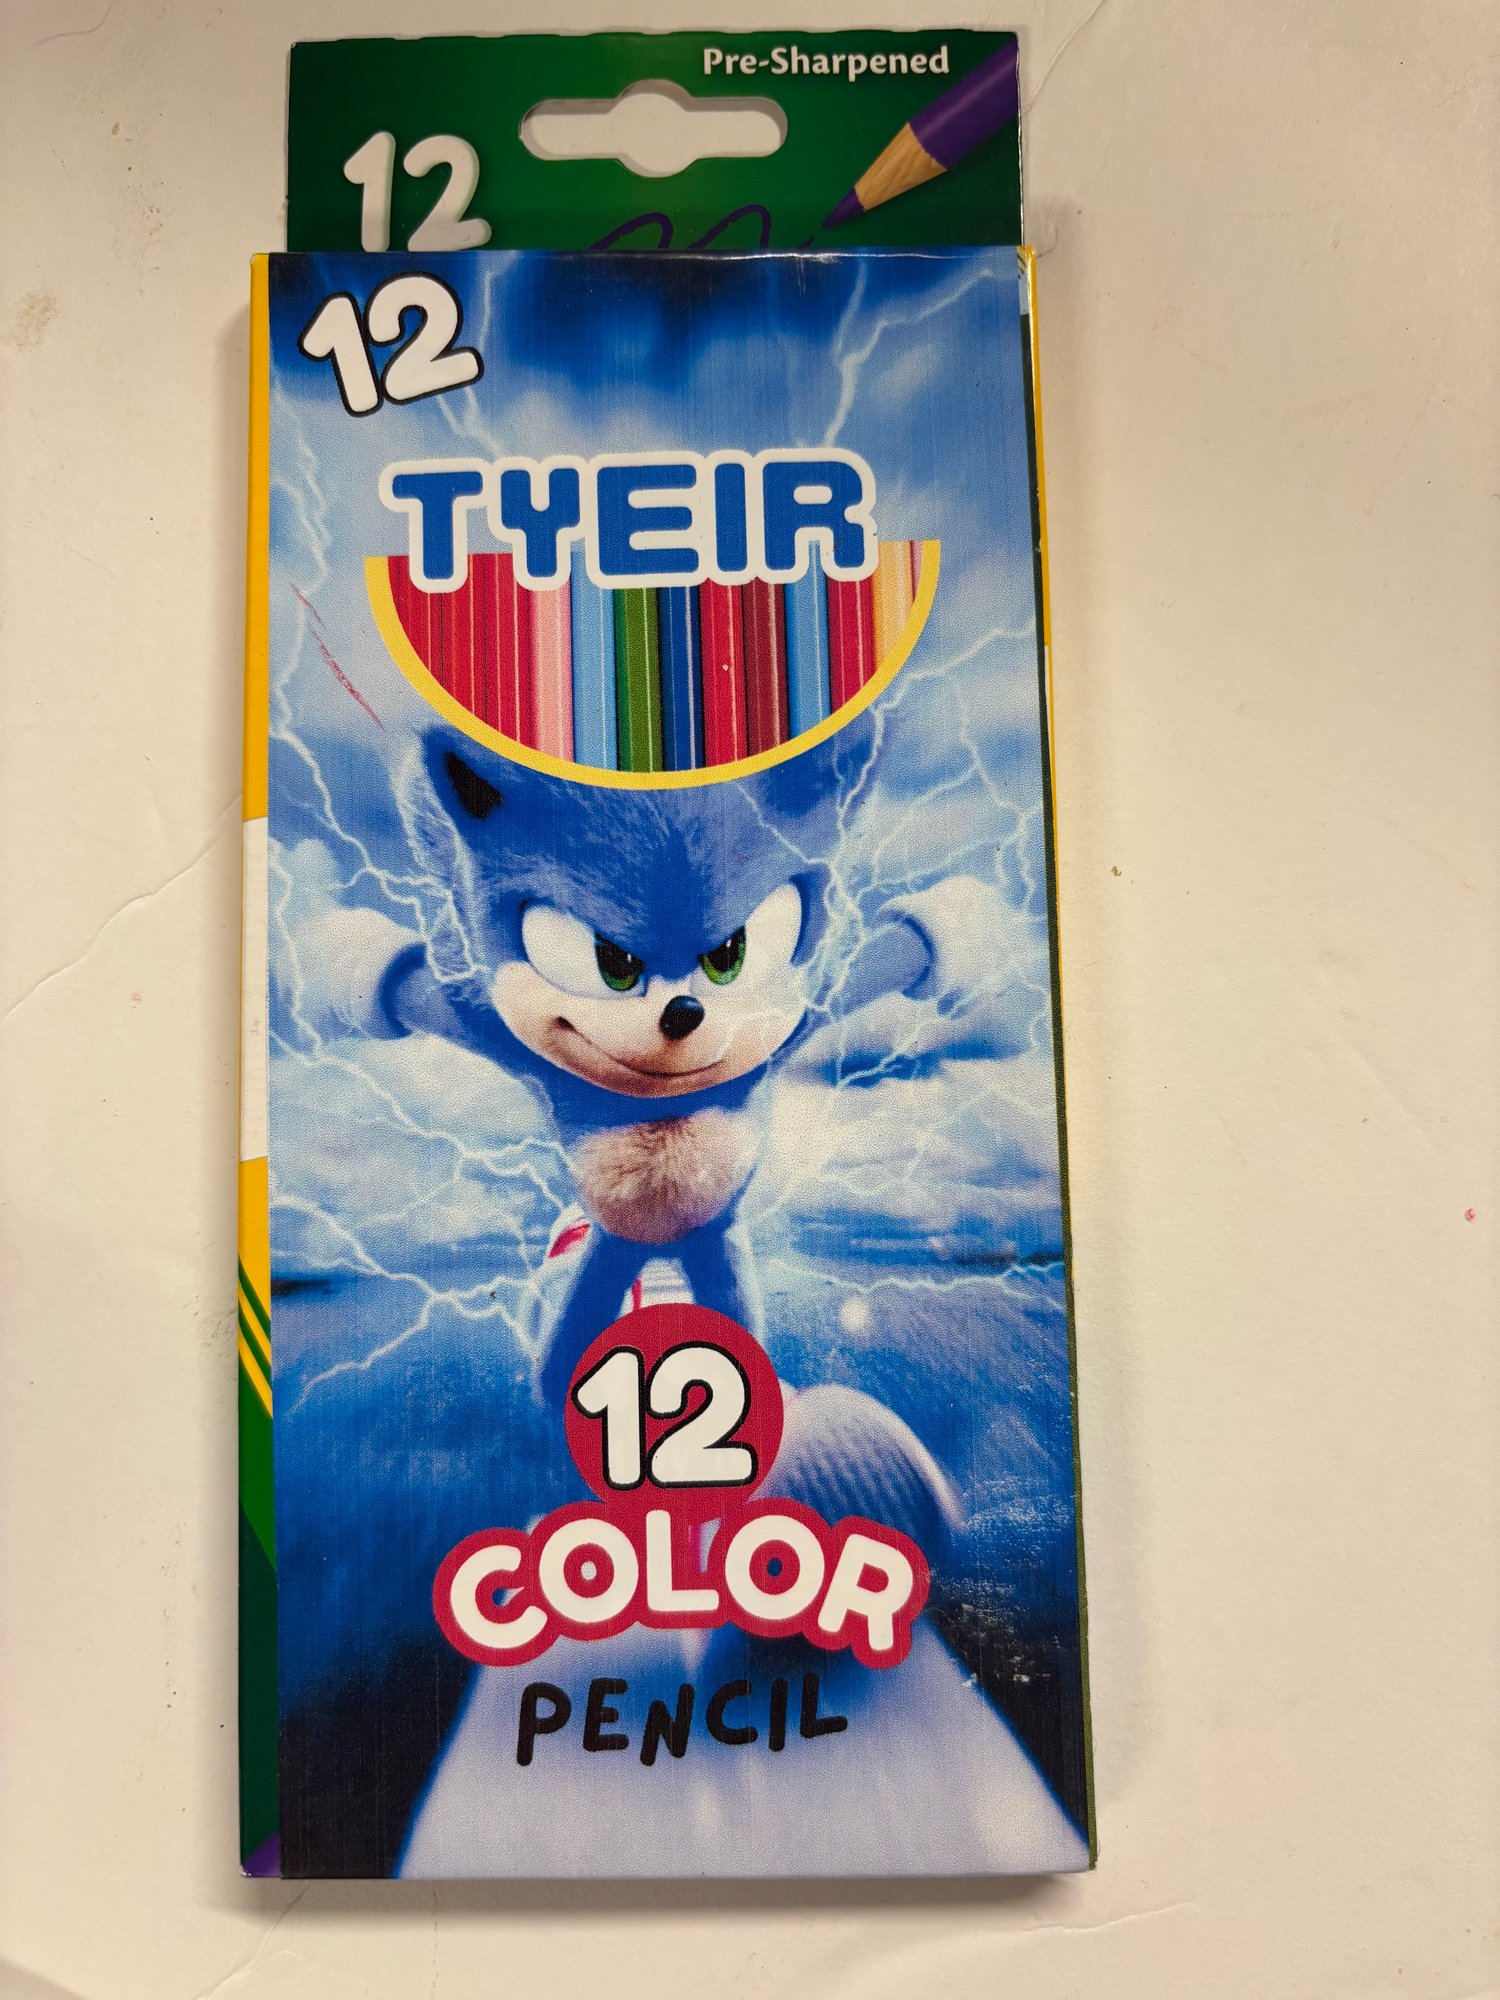 Pre-Sharpened
12
12
TYEIR
12
COLOR
PENCIL